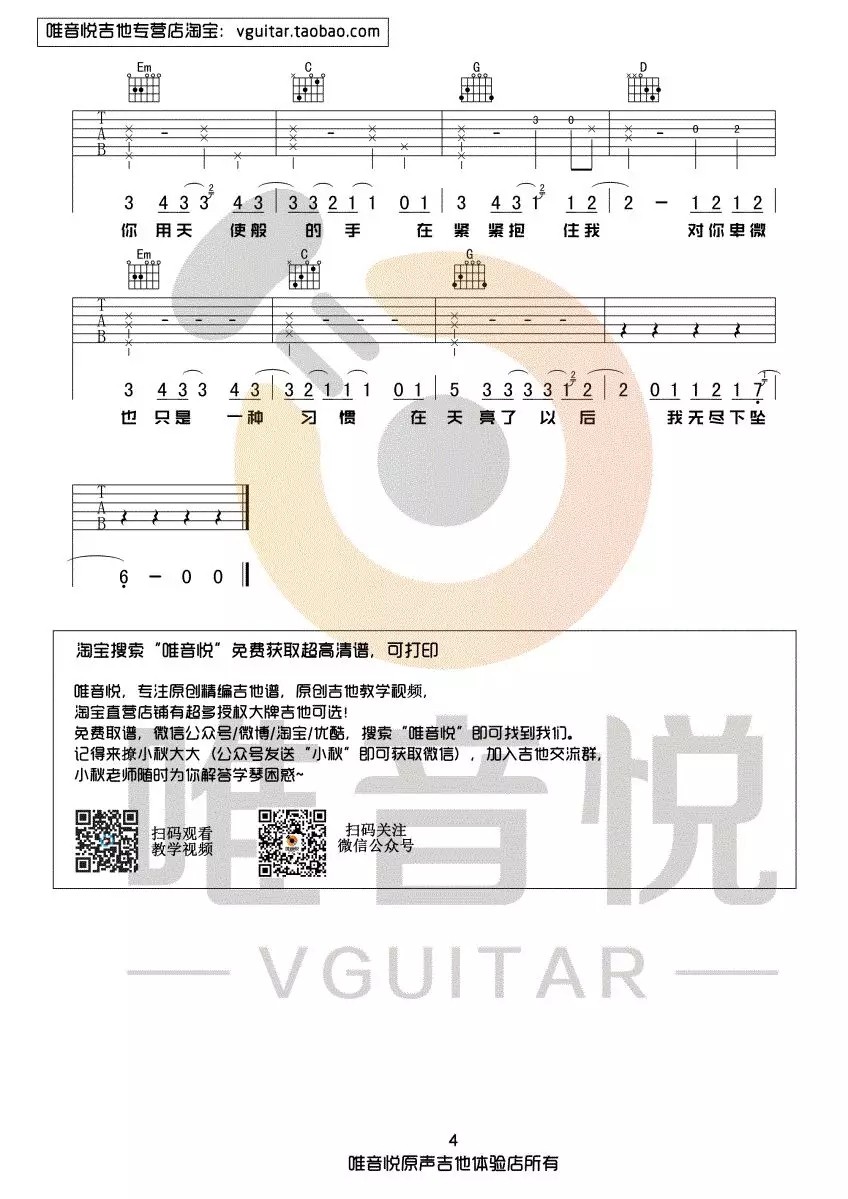 唯音悦吉他专营店淘宝：vguitar.taobao.com
Em C G D
T
A
B
3 0 0 2
3 4 3 3 3 2 4 3 3 3 2 1 1 0 1 3 4 3 1 2 1 2 2 - 1 2 1 2
你 用 天 使 般 的 手 在 紧 紧 抱 住 我 对 你 卑 微
Em C G
T
A
B
3 4 3 3 4 3 3 2 1 1 1 0 1 5 3 3 3 3 1 2 2 2 0 1 1 2 1 7 1
也 只 是 一 种 习 惯 在 天 亮 了 以 后 我 无 尽 下 坠
T
A
B
6 - 0 0
淘宝搜索“唯音悦”免费获取超高清谱，可打印
唯音悦，专注原创精编吉他谱，原创吉他教学视频，
淘宝直营店铺有超多授权大牌吉他可选！
免费取谱，微信公众号/微博/淘宝/优酷，搜索“唯音悦”即可找到我们。
记得来撩小秋大大（公众号发送“小秋”即可获取微信），加入吉他交流群，
小秋老师随时为你解答学琴困惑~
扫码观看
教学视频
扫码关注
微信公众号
唯音悦
VGUITAR
4
唯音悦原声吉他体验店所有